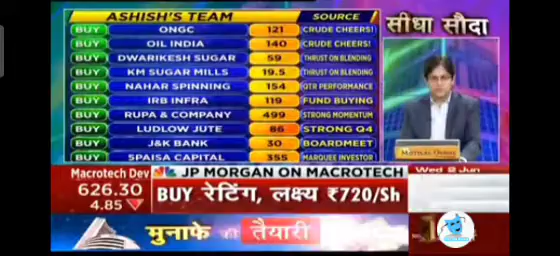 ASHISH'S TEAM SOURCE
BUY ONGC 121 CRUDE CHEERS!
BUY OIL INDIA 140 CRUDE CHEERS!
BUY DWARIKESH SUGAR 59 THRUST ON BLENDING
BUY KM SUGAR MILLS 19.5 THRUST ON BLENDING
BUY NAHAR SPINNING 154 QTR PERFORMANCE
BUY IRB INFRA 119 FUND BUYING
BUY RUPA & COMPANY 499 STRONG MOMENTUM
BUY LUDLOW JUTE 86 STRONG Q4
BUY J&K BANK 30 BOARDMEET
BUY 5PAISA CAPITAL 355 MARQUEE INVESTOR
सीधा सौदा
MOTILAL OSWAL
Wed 2 Jun
Macrotech Dev
626.30
4.85
JP MORGAN ON MACROTECH
BUY रेटिंग, लक्ष्य ₹720/Sh
मुनाफे की तैयारी